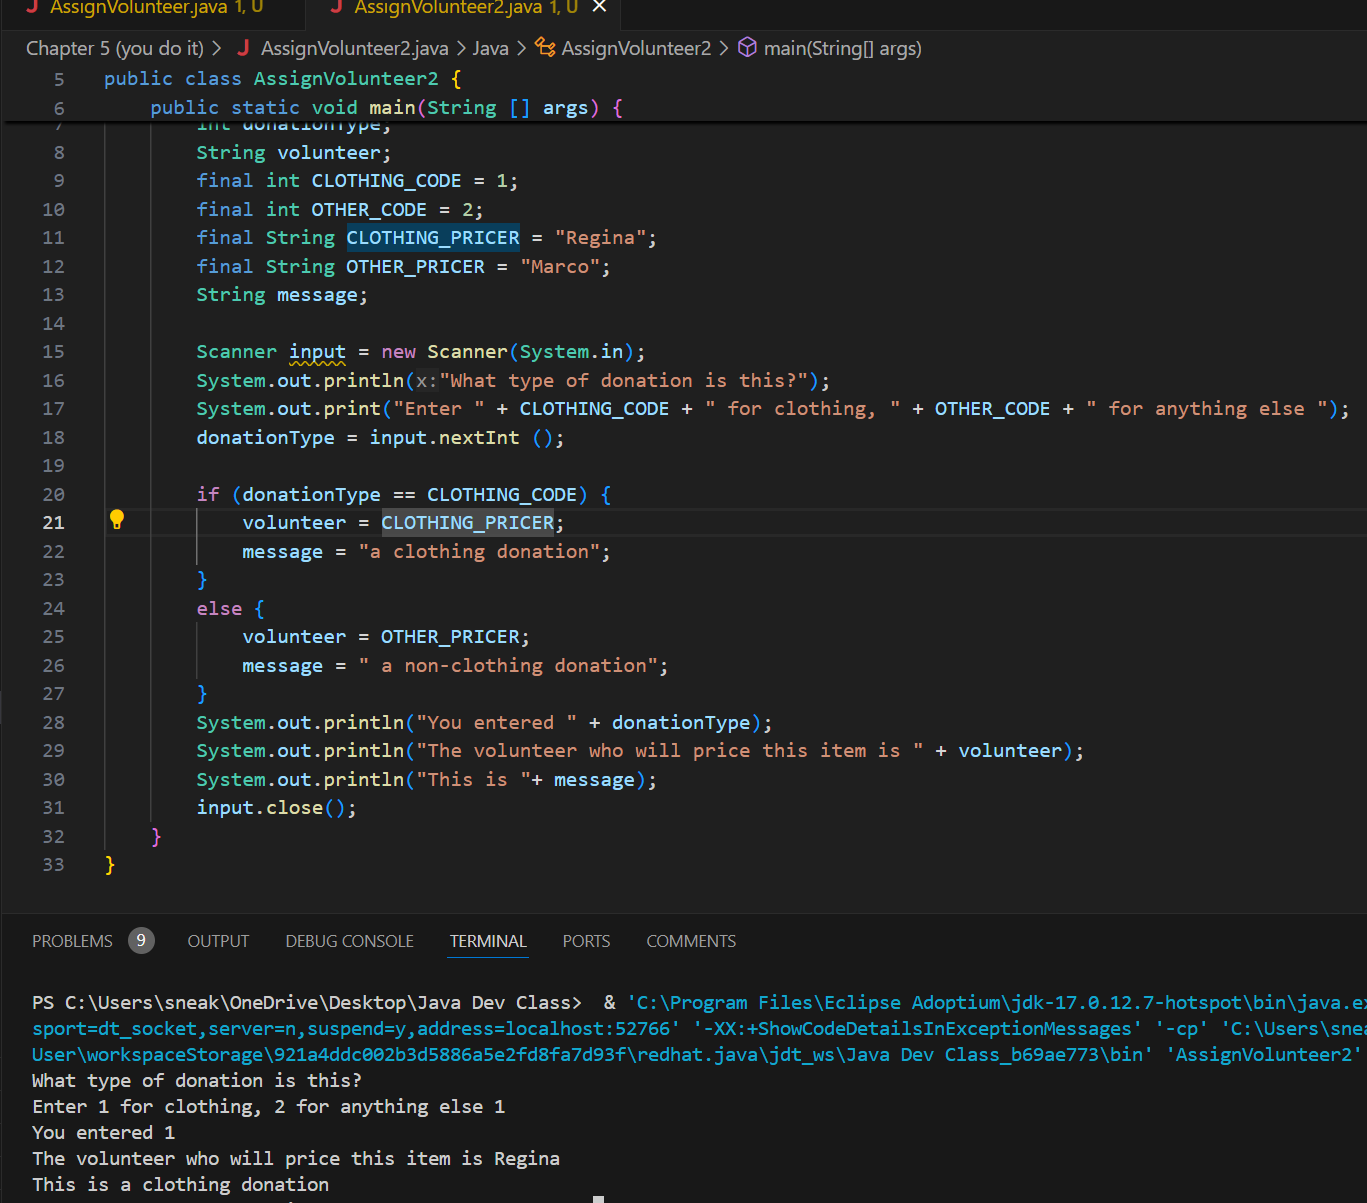 AssignVolunteer.java 1, U AssignVolunteer2.java 1, U
Chapter 5 (you do it) > AssignVolunteer2.java > Java > AssignVolunteer2 > main(String[] args)
5 public class AssignVolunteer2 {
6 public static void main(String [] args) {
7 int donationType;
8 String volunteer;
9 final int CLOTHING_CODE = 1;
10 final int OTHER_CODE = 2;
11 final String CLOTHING_PRICER = "Regina";
12 final String OTHER_PRICER = "Marco";
13 String message;
14
15 Scanner input = new Scanner(System.in);
16 System.out.println(x:"What type of donation is this?");
17 System.out.print("Enter " + CLOTHING_CODE + " for clothing, " + OTHER_CODE + " for anything else ");
18 donationType = input.nextInt ();
19
20 if (donationType == CLOTHING_CODE) {
21 volunteer = CLOTHING_PRICER;
22 message = "a clothing donation";
23 }
24 else {
25 volunteer = OTHER_PRICER;
26 message = " a non-clothing donation";
27 }
28 System.out.println("You entered " + donationType);
29 System.out.println("The volunteer who will price this item is " + volunteer);
30 System.out.println("This is "+ message);
31 input.close();
32 }
33 }
PROBLEMS 9 OUTPUT DEBUG CONSOLE TERMINAL PORTS COMMENTS
PS C:\Users\sneak\OneDrive\Desktop\Java Dev Class> & 'C:\Program Files\Eclipse Adoptium\jdk-17.0.12.7-hotspot\bin\java.ex
sport=dt_socket,server=n,suspend=y,address=localhost:52766' '-XX:+ShowCodeDetailsInExceptionMessages' '-cp' 'C:\Users\snea
User\workspaceStorage\921a4ddc002b3d5886a5e2fd8fa7d93f\redhat.java\jdt_ws\Java Dev Class_b69ae773\bin' 'AssignVolunteer2'
What type of donation is this?
Enter 1 for clothing, 2 for anything else 1
You entered 1
The volunteer who will price this item is Regina
This is a clothing donation